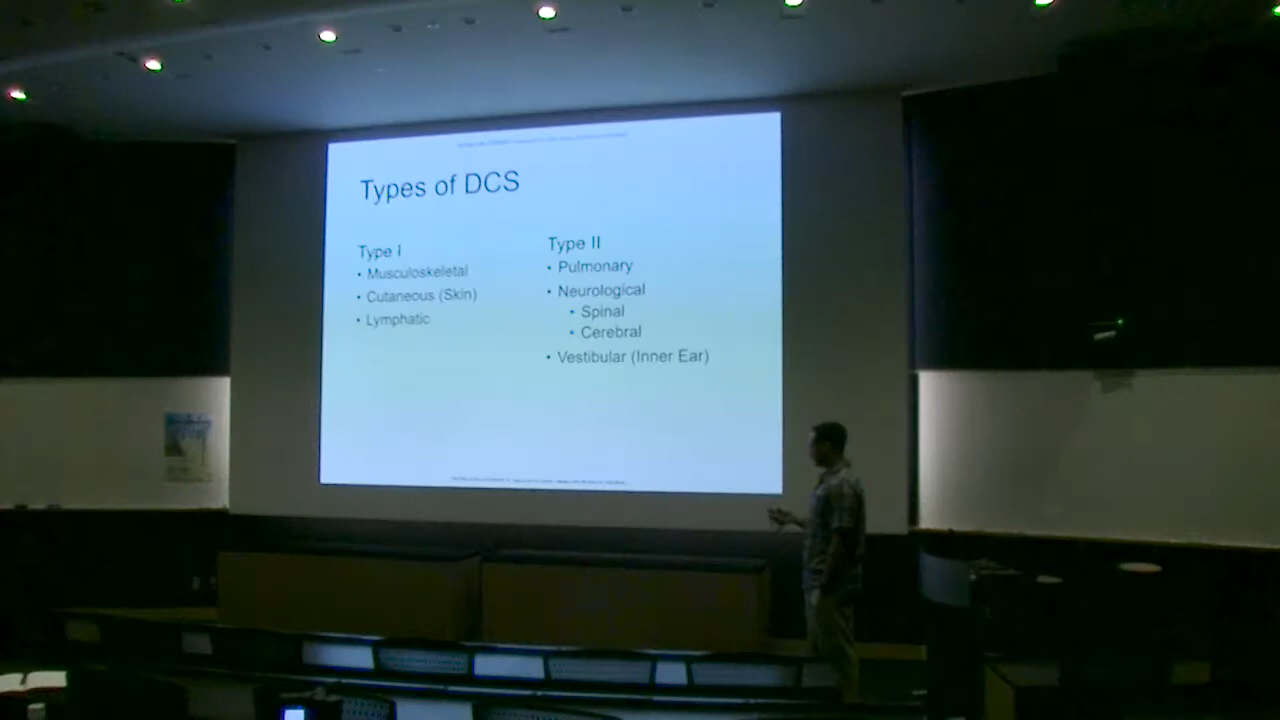 Types of DCS
Type I
• Musculoskeletal
• Cutaneous (Skin)
• Lymphatic
Type II
• Pulmonary
• Neurological
• Spinal
• Cerebral
• Vestibular (Inner Ear)